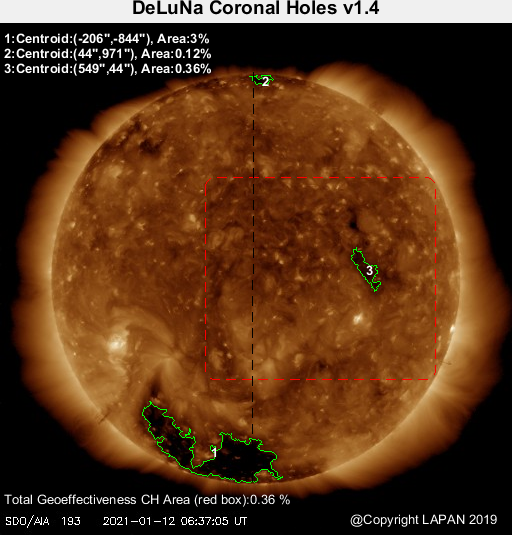 DeLuNa Coronal Holes v1.4
1:Centroid:(-206",-844"), Area:3%
2:Centroid:(44",971"), Area:0.12%
3:Centroid:(549",44"), Area:0.36%
2
3
1
Total Geoeffectiveness CH Area (red box):0.36 %
SDO/AIA 193 2021-01-12 06:37:05 UT
@Copyright LAPAN 2019